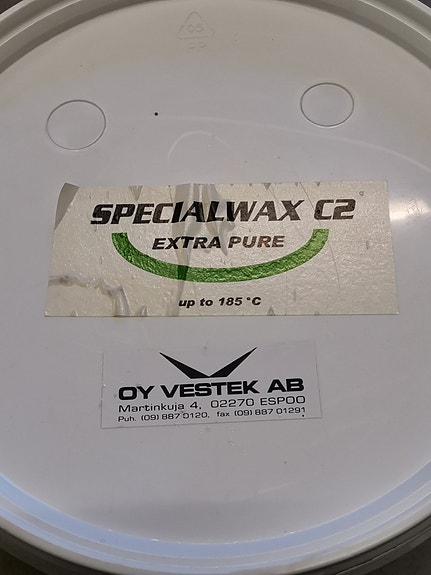 SPECIALWAX C2
EXTRA PURE
up to 185 °C
OY VESTEK AB
Martinkuja 4, 02270 ESPOO
Puh. (09) 887 0120, fax (09) 887 01291